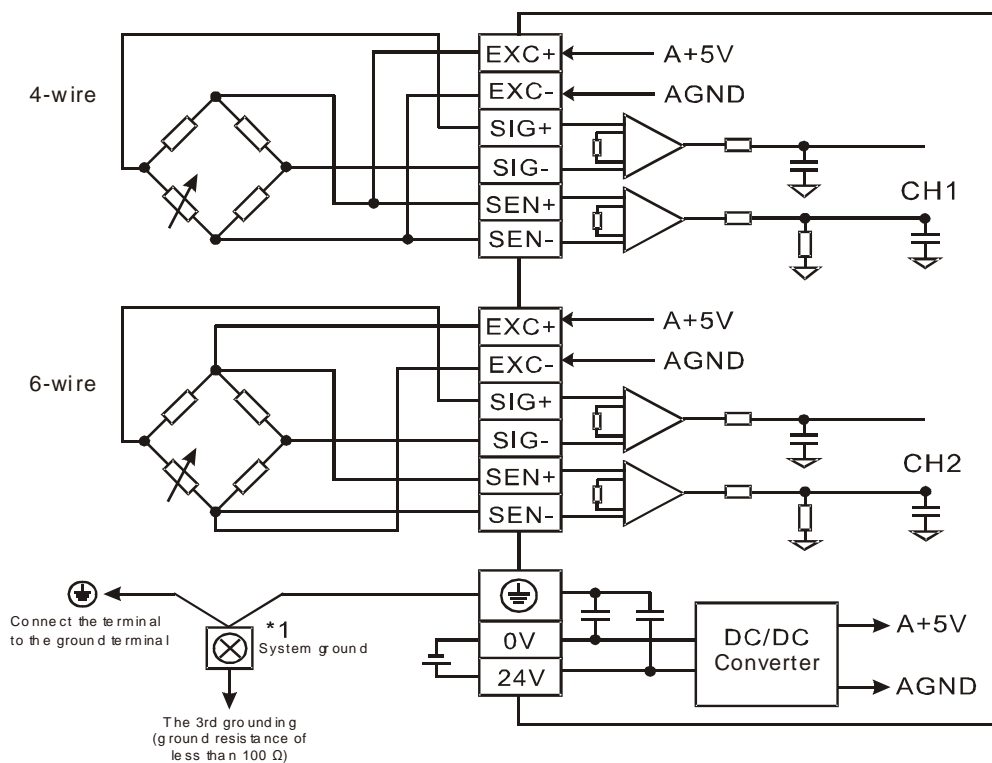 4-wire
EXC+
EXC-
SIG+
SIG-
SEN+
SEN-
A+5V
AGND
CH1
6-wire
EXC+
EXC-
SIG+
SIG-
SEN+
SEN-
A+5V
AGND
CH2
Connect the terminal
to the ground terminal
*1
System ground
The 3rd grounding
(ground resistance of
less than 100 Ω)
0V
24V
DC/DC
Converter
A+5V
AGND